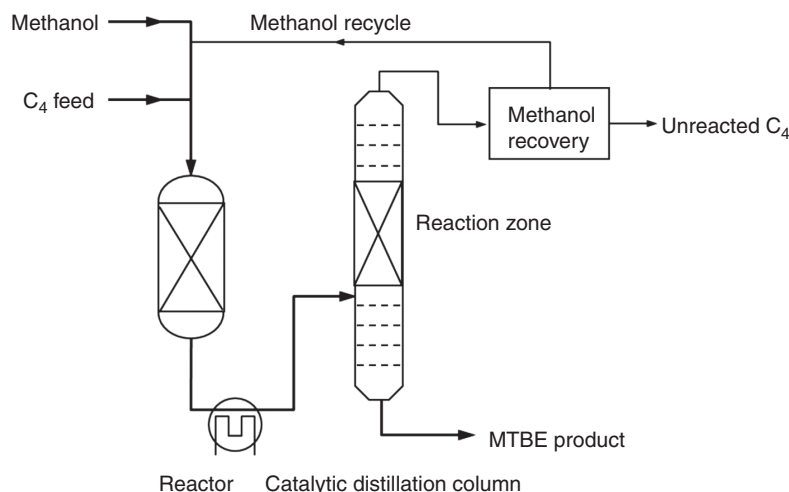 Methanol
Methanol recycle
C₄ feed
Methanol
recovery
Unreacted C₄
Reaction zone
MTBE product
Reactor
Catalytic distillation column